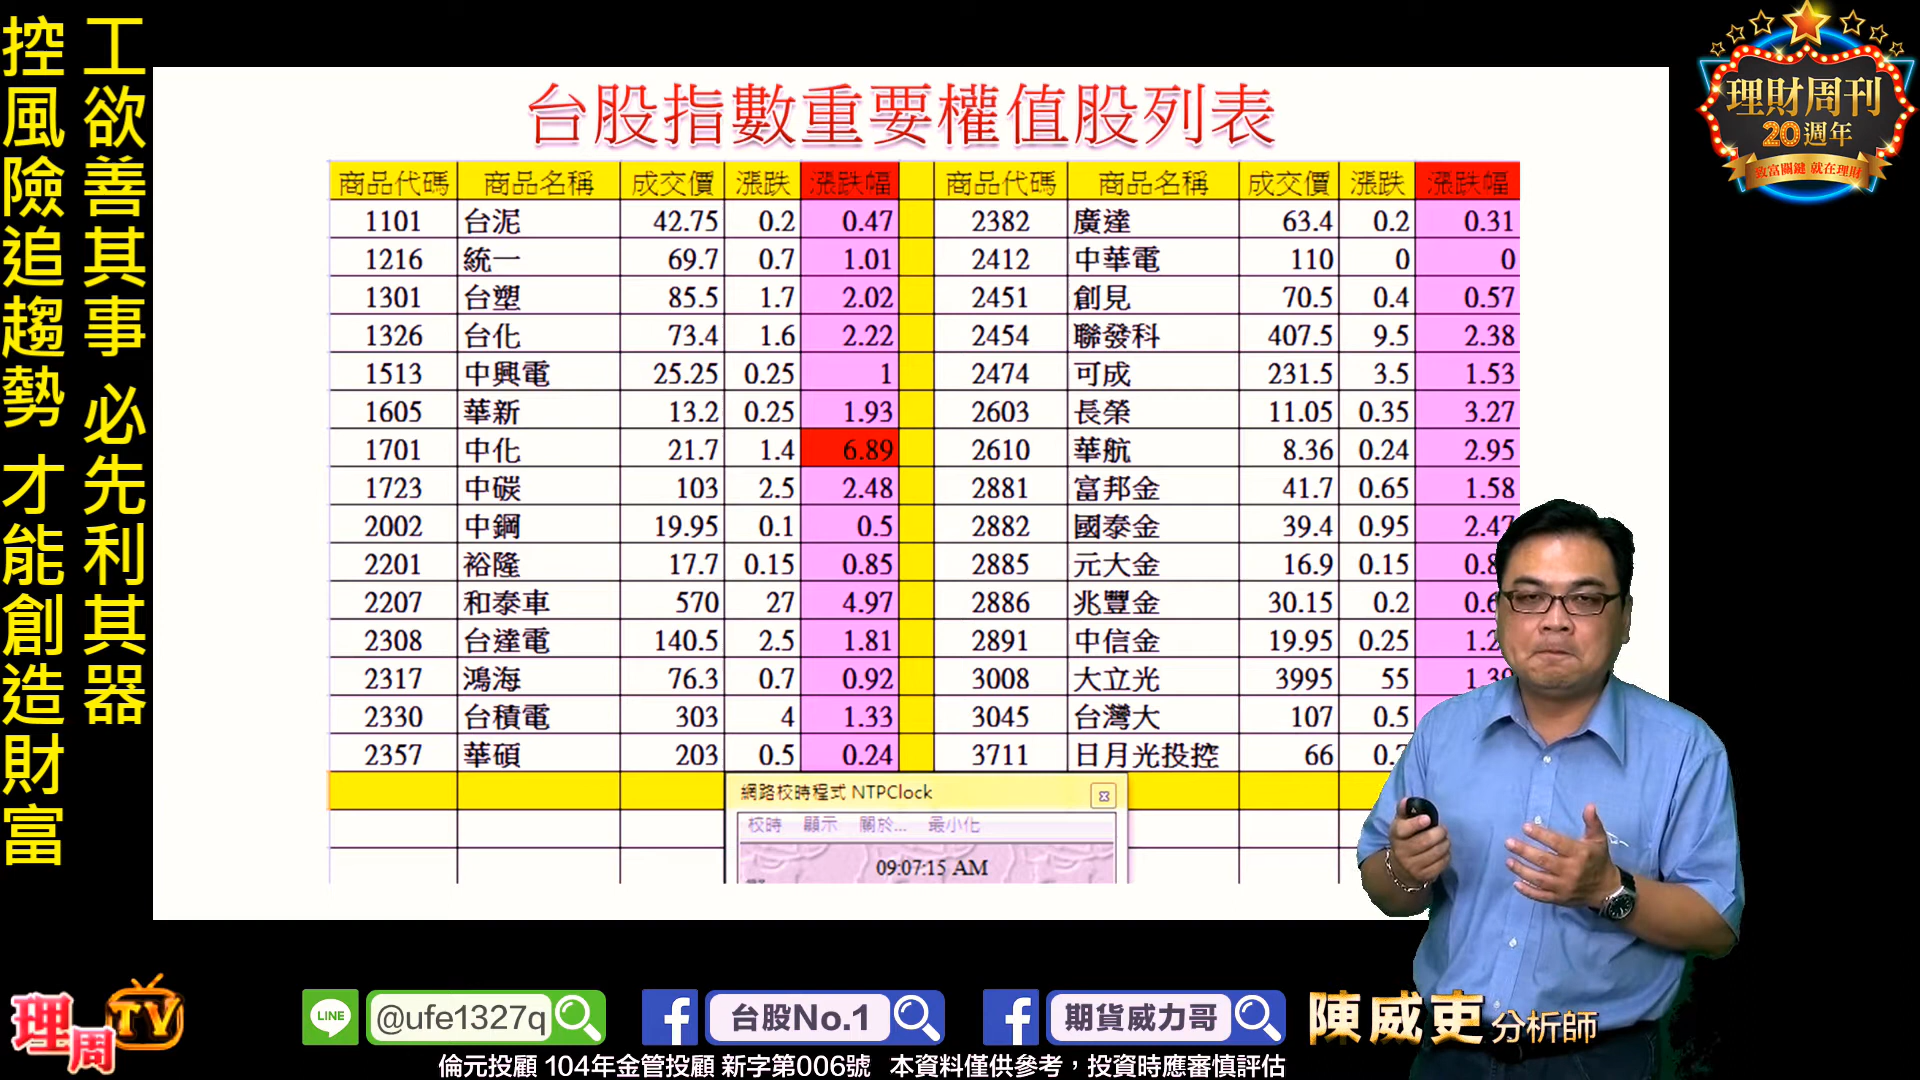 工欲善其事 必先利其器
控風險追趨勢 才能創造財富
理財周刊
20週年
致富關鍵 就在理財
台股指數重要權值股列表
商品代碼 商品名稱 成交價 漲跌 漲跌幅 商品代碼 商品名稱 成交價 漲跌 漲跌幅
1101 台泥 42.75 0.2 0.47 2382 廣達 63.4 0.2 0.31
1216 統一 69.7 0.7 1.01 2412 中華電 110 0 0
1301 台塑 85.5 1.7 2.02 2451 創見 70.5 0.4 0.57
1326 台化 73.4 1.6 2.22 2454 聯發科 407.5 9.5 2.38
1513 中興電 25.25 0.25 1 2474 可成 231.5 3.5 1.53
1605 華新 13.2 0.25 1.93 2603 長榮 11.05 0.35 3.27
1701 中化 21.7 1.4 6.89 2610 華航 8.36 0.24 2.95
1723 中碳 103 2.5 2.48 2881 富邦金 41.7 0.65 1.58
2002 中鋼 19.95 0.1 0.5 2882 國泰金 39.4 0.95 2.47
2201 裕隆 17.7 0.15 0.85 2885 元大金 16.9 0.15
2207 和泰車 570 27 4.97 2886 兆豐金 30.15 0.2
2308 台達電 140.5 2.5 1.81 2891 中信金 19.95 0.25
2317 鴻海 76.3 0.7 0.92 3008 大立光 3995 55 1.39
2330 台積電 303 4 1.33 3045 台灣大 107 0.5
2357 華碩 203 0.5 0.24 3711 日月光投控 66
網路校時程式 NTPClock
校時 顯示 關於... 最小化
09:07:15 AM
理周TV
LINE @ufe1327q 台股No.1 期貨威力哥 陳威吏 分析師
倫元投顧 104年金管投顧 新字第006號 本資料僅供參考，投資時應審慎評估